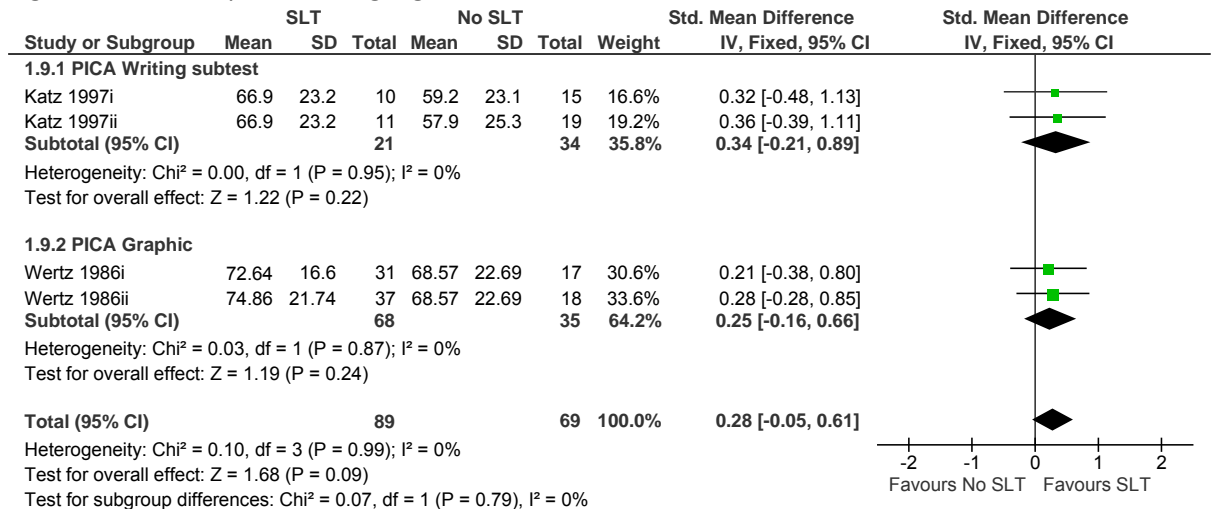 SLT No SLT Std. Mean Difference Std. Mean Difference
Study or Subgroup Mean SD Total Mean SD Total Weight IV, Fixed, 95% CI IV, Fixed, 95% CI
1.9.1 PICA Writing subtest
Katz 1997i 66.9 23.2 10 59.2 23.1 15 16.6% 0.32 [-0.48, 1.13]
Katz 1997ii 66.9 23.2 11 57.9 25.3 19 19.2% 0.36 [-0.39, 1.11]
Subtotal (95% CI) 21 34 35.8% 0.34 [-0.21, 0.89]
Heterogeneity: Chi² = 0.00, df = 1 (P = 0.95); I² = 0%
Test for overall effect: Z = 1.22 (P = 0.22)
1.9.2 PICA Graphic
Wertz 1986i 72.64 16.6 31 68.57 22.69 17 30.6% 0.21 [-0.38, 0.80]
Wertz 1986ii 74.86 21.74 37 68.57 22.69 18 33.6% 0.28 [-0.28, 0.85]
Subtotal (95% CI) 68 35 64.2% 0.25 [-0.16, 0.66]
Heterogeneity: Chi² = 0.03, df = 1 (P = 0.87); I² = 0%
Test for overall effect: Z = 1.19 (P = 0.24)
Total (95% CI) 89 69 100.0% 0.28 [-0.05, 0.61]
Heterogeneity: Chi² = 0.10, df = 3 (P = 0.99); I² = 0%
Test for overall effect: Z = 1.68 (P = 0.09)
Test for subgroup differences: Chi² = 0.07, df = 1 (P = 0.79), I² = 0%
-2 -1 0 1 2
Favours No SLT Favours SLT